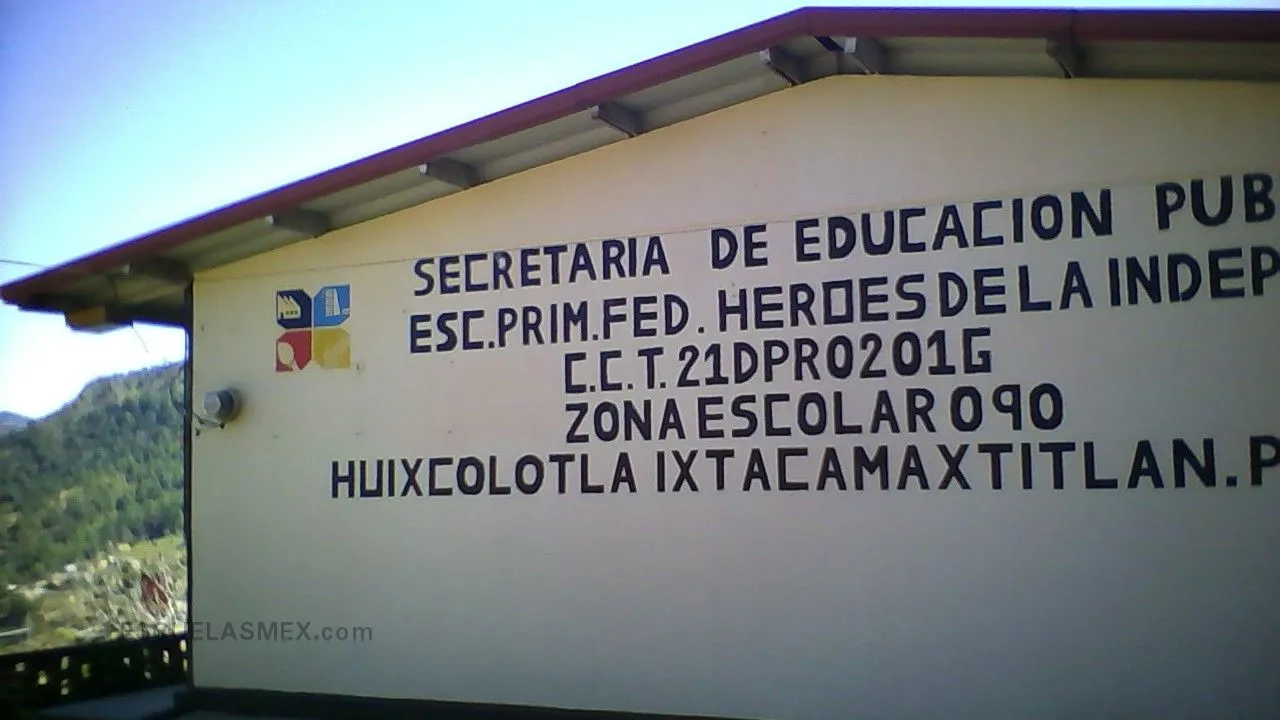 SECRETARIA DE EDUCACION PUB
ESC.PRIM.FED. HEROES DE LA INDEP
C.C.T. 21DPR0201G
ZONA ESCOLAR 090
HUIXCOLOTLA IXTACAMAXTITLAN.P
ELASMEX.com